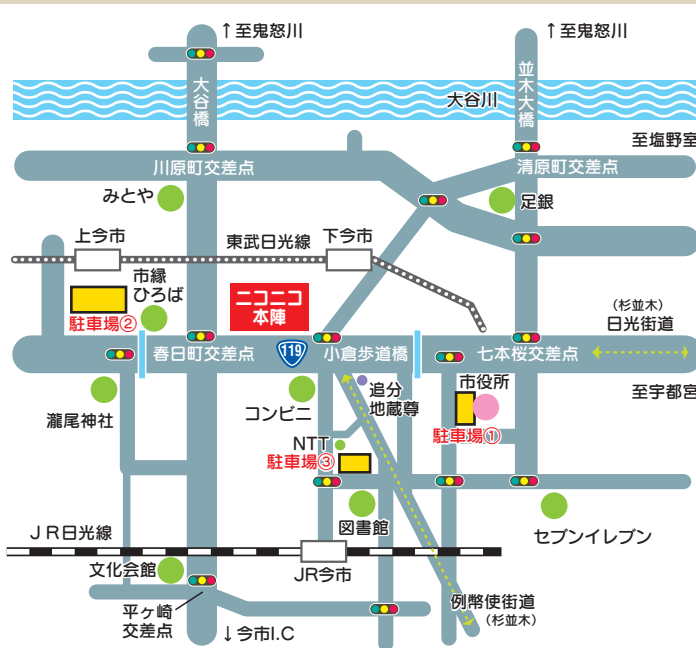 ↑至鬼怒川
↑至鬼怒川
大谷橋
並木大橋
大谷川
至塩野室
川原町交差点
清原町交差点
みとや
足銀
上今市
東武日光線
下今市
市縁
ひろば
ニコニコ
本陣
(杉並木)
日光街道
駐車場②
春日町交差点
119
小倉歩道橋
七本桜交差点
至宇都宮
瀧尾神社
コンビニ
追分
地蔵尊
市役所
駐車場①
NTT
駐車場③
図書館
セブンイレブン
JR日光線
文化会館
JR今市
平ヶ崎
交差点
↓今市I.C
例幣使街道
(杉並木)